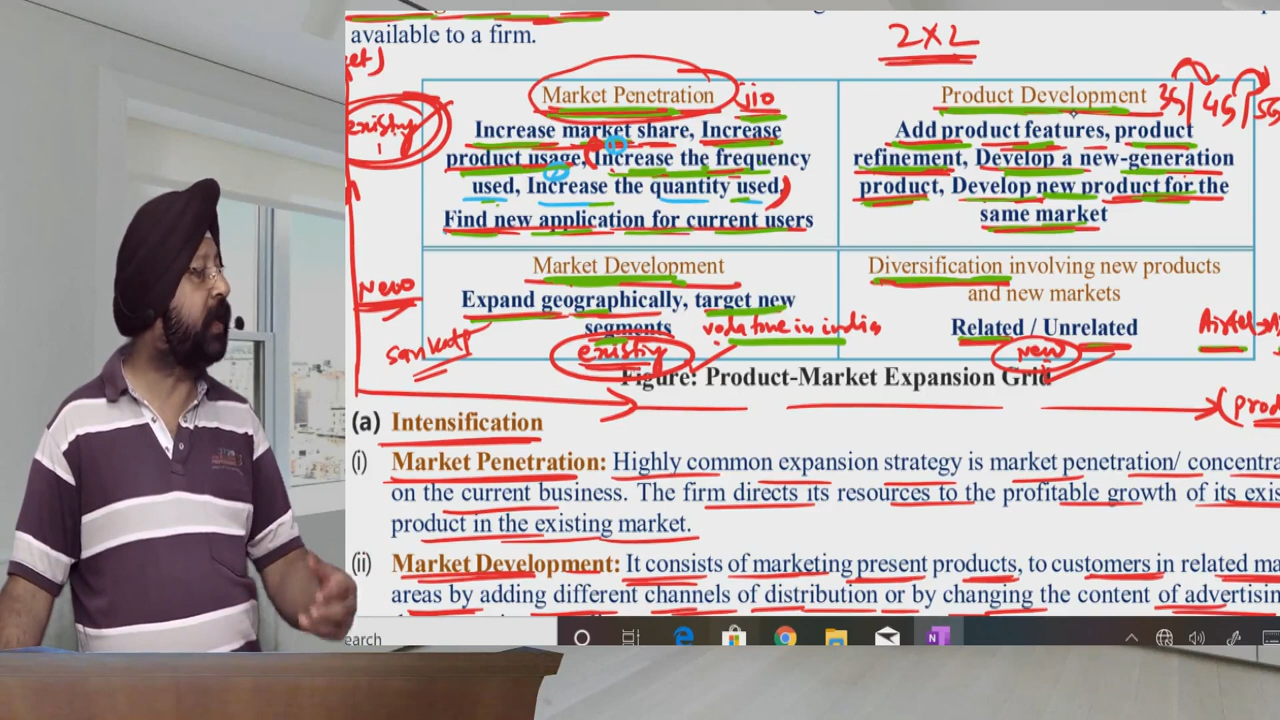 available to a firm.
2X2
existing
Market Penetration
jio
Increase market share, Increase
product usage, (Increase the frequency
used, Increase the quantity used)
Find new application for current users
Product Development
3G 4G 5G
Add product features, product
refinement, Develop a new-generation
product, Develop new product for the
same market
New
Market Development
Expand geographically, target new
segments
vodafone in india
existing
Diversification involving new products
and new markets
Related / Unrelated
Airtel
New
Figure: Product-Market Expansion Grid
(a) Intensification
(i) Market Penetration: Highly common expansion strategy is market penetration/ concentra
on the current business. The firm directs its resources to the profitable growth of its exis
product in the existing market.
(ii) Market Development: It consists of marketing present products, to customers in related ma
areas by adding different channels of distribution or by changing the content of advertisin
earch